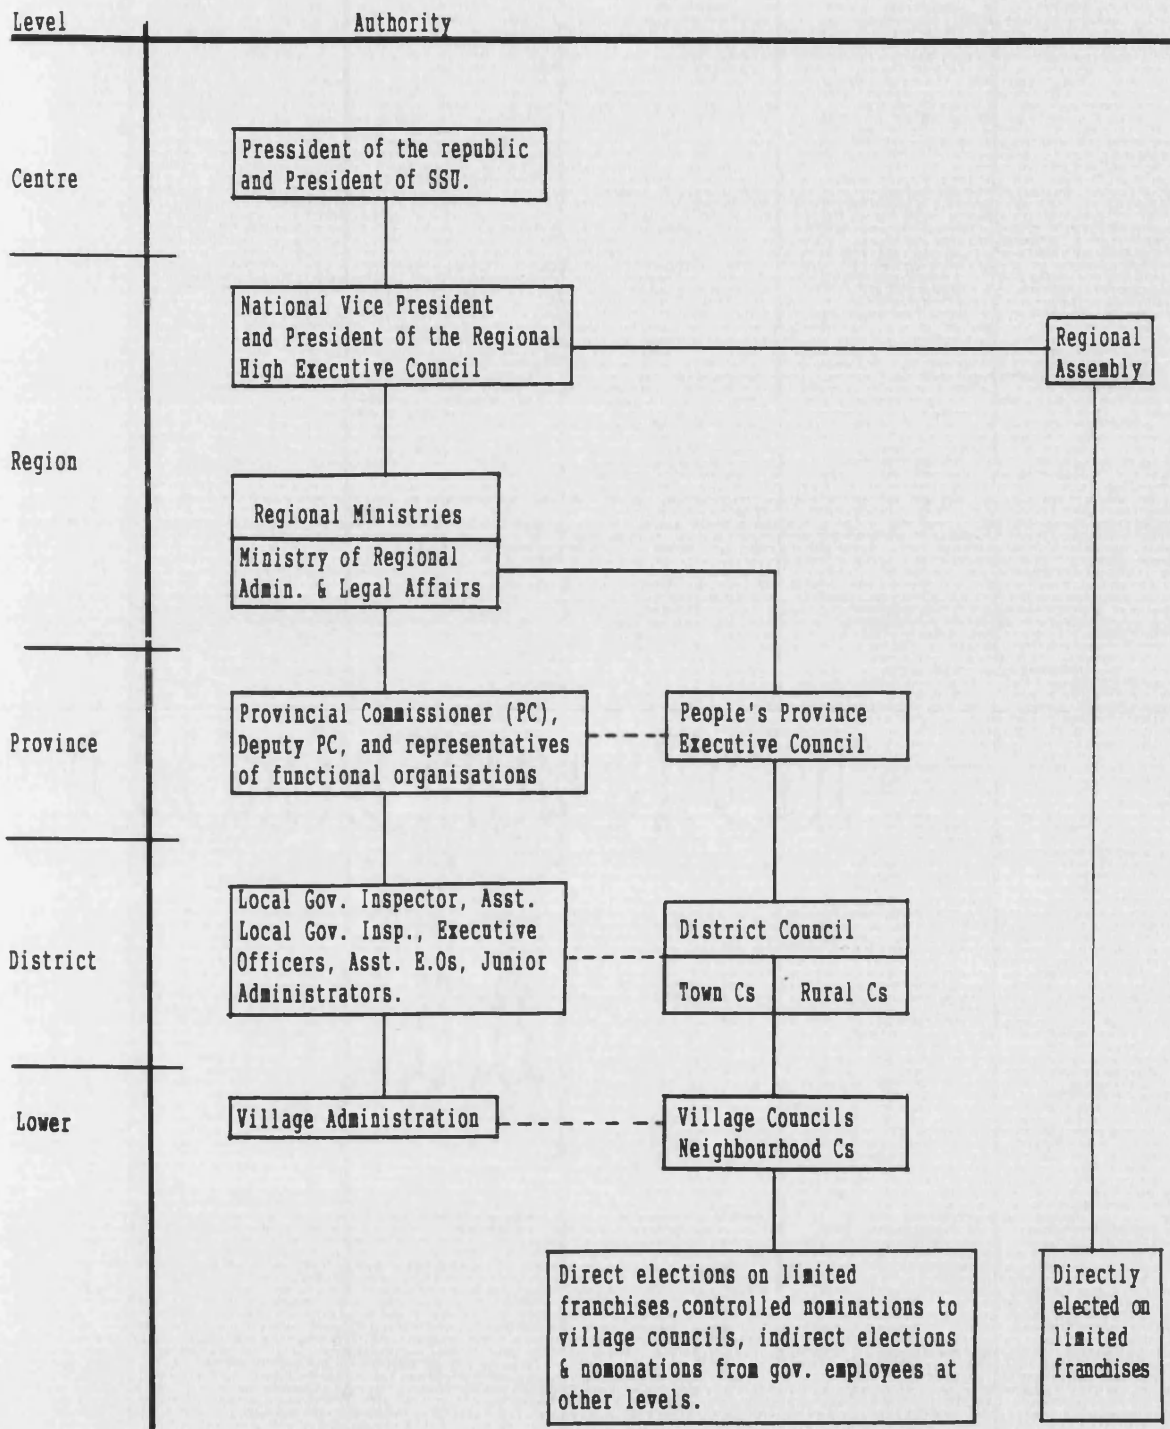 Level Authority
Centre
Pressident of the republic
and President of SSU.
National Vice President
and President of the Regional
High Executive Council
Regional
Assembly
Region
Regional Ministries
Ministry of Regional
Admin. & Legal Affairs
Province
Provincial Commissioner (PC),
Deputy PC, and representatives
of functional organisations
People's Province
Executive Council
District
Local Gov. Inspector, Asst.
Local Gov. Insp., Executive
Officers, Asst. E.Os, Junior
Administrators.
District Council
Town Cs Rural Cs
Lower
Village Administration
Village Councils
Neighbourhood Cs
Direct elections on limited
franchises,controlled nominations to
village councils, indirect elections
& nomonations from gov. employees at
other levels.
Directly
elected on
limited
franchises